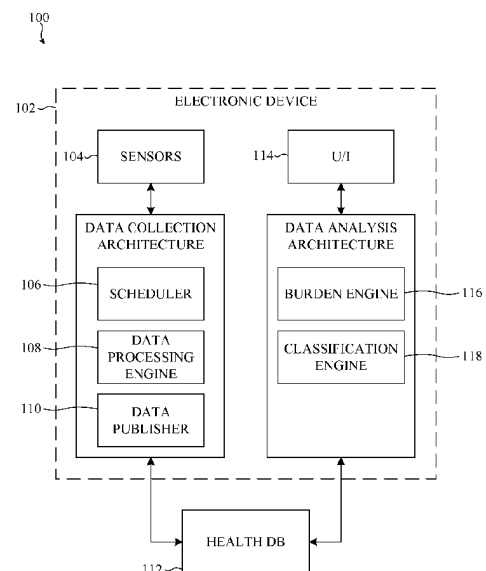 100
102
ELECTRONIC DEVICE
104
SENSORS
114
U/I
DATA COLLECTION
ARCHITECTURE
DATA ANALYSIS
ARCHITECTURE
106
SCHEDULER
BURDEN ENGINE
116
108
DATA
PROCESSING
ENGINE
CLASSIFICATION
ENGINE
118
110
DATA
PUBLISHER
HEALTH DB
112